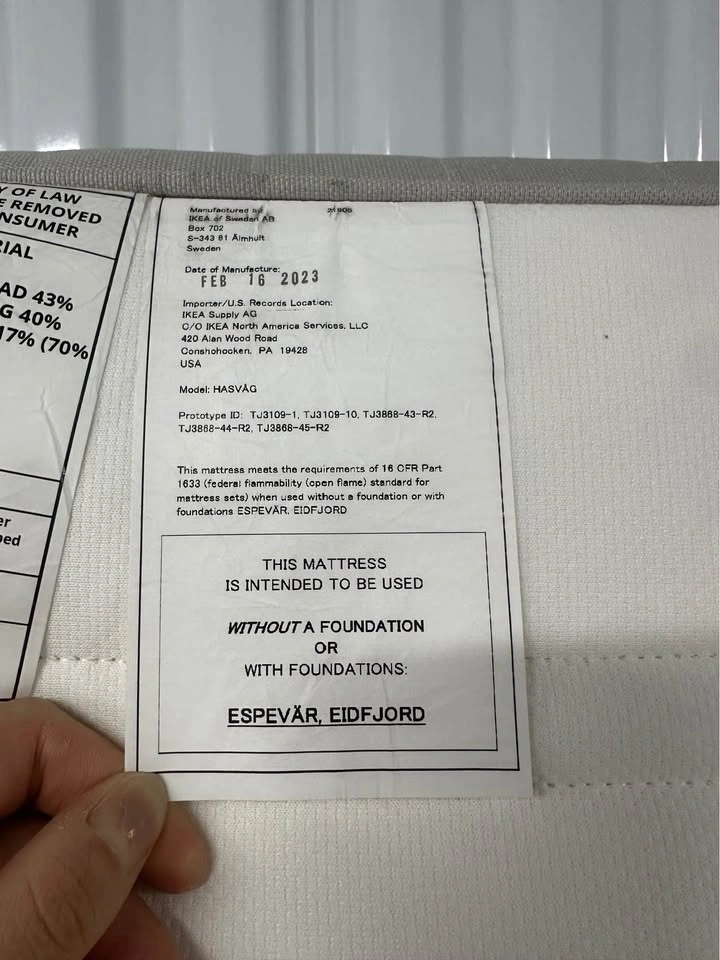 Y OF LAW
E REMOVED
NSUMER
RIAL
AD 43%
G 40%
17% (70%
er
ped
Manufactured by
IKEA of Sweden AB
Box 702
S-343 81 Älmhult
Sweden
Date of Manufacture:
FEB 16 2023
Importer/U.S. Records Location:
IKEA Supply AG
C/O IKEA North America Services, LLC
420 Alan Wood Road
Conshohocken, PA 19428
USA
Model: HASVÅG
Prototype ID: TJ3109-1, TJ3109-10, TJ3868-43-R2,
TJ3868-44-R2, TJ3868-45-R2
This mattress meets the requirements of 16 CFR Part
1633 (federal flammability (open flame) standard for
mattress sets) when used without a foundation or with
foundations ESPEVÄR, EIDFJORD
THIS MATTRESS
IS INTENDED TO BE USED
WITHOUT A FOUNDATION
OR
WITH FOUNDATIONS:
ESPEVÄR, EIDFJORD